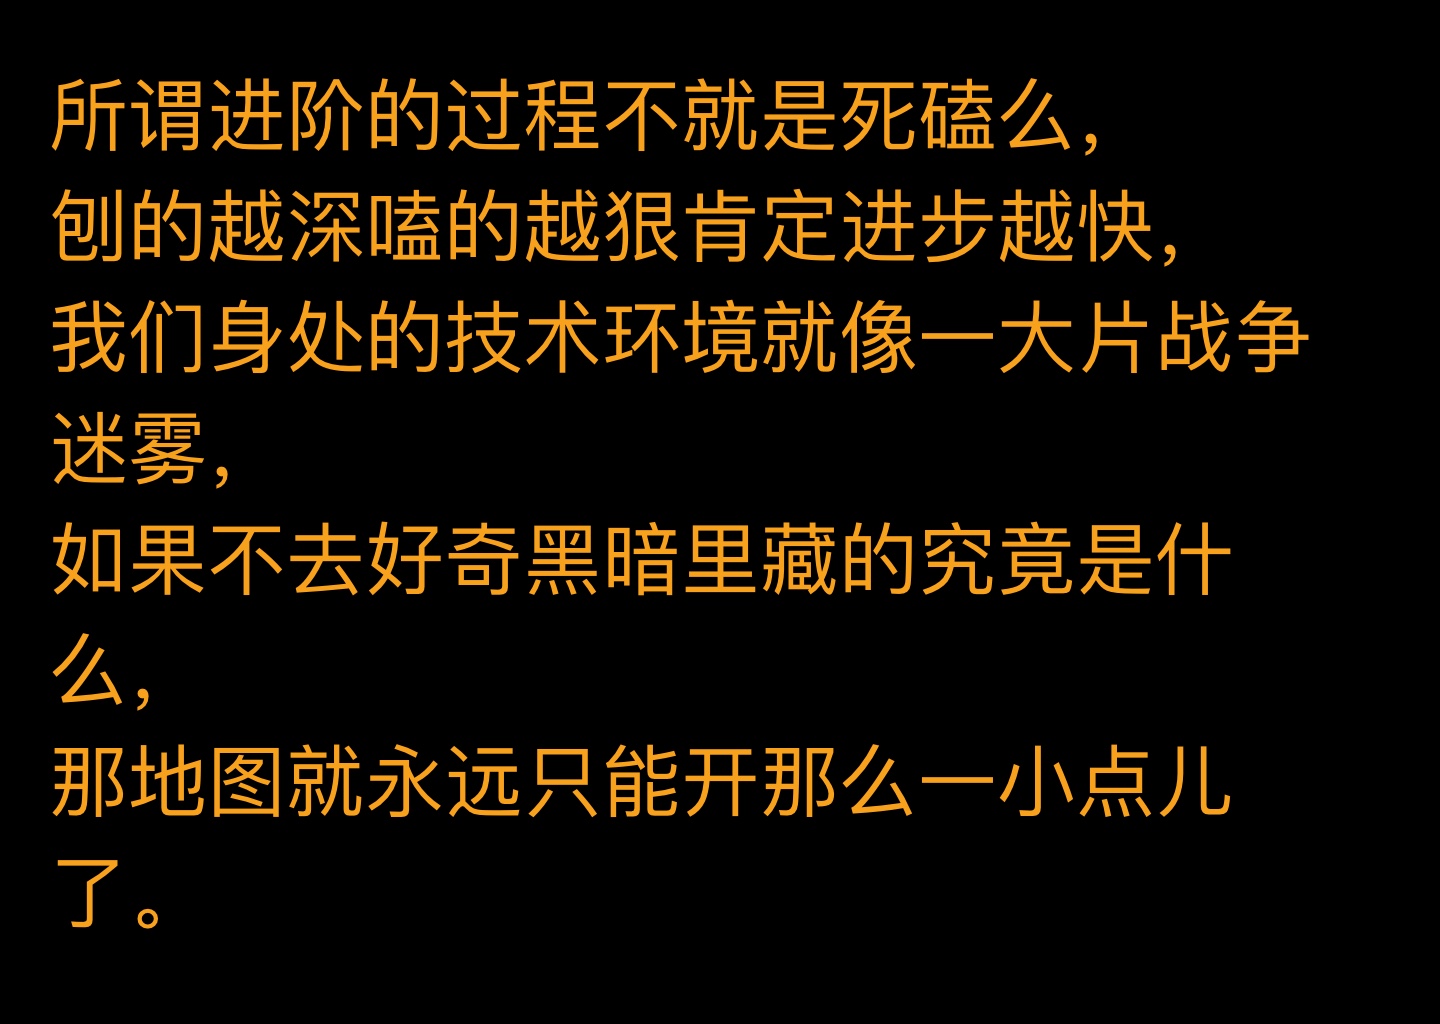 所谓进阶的过程不就是死磕么，
刨的越深嗑的越狠肯定进步越快，
我们身处的技术环境就像一大片战争
迷雾，
如果不去好奇黑暗里藏的究竟是什
么，
那地图就永远只能开那么一小点儿
了。